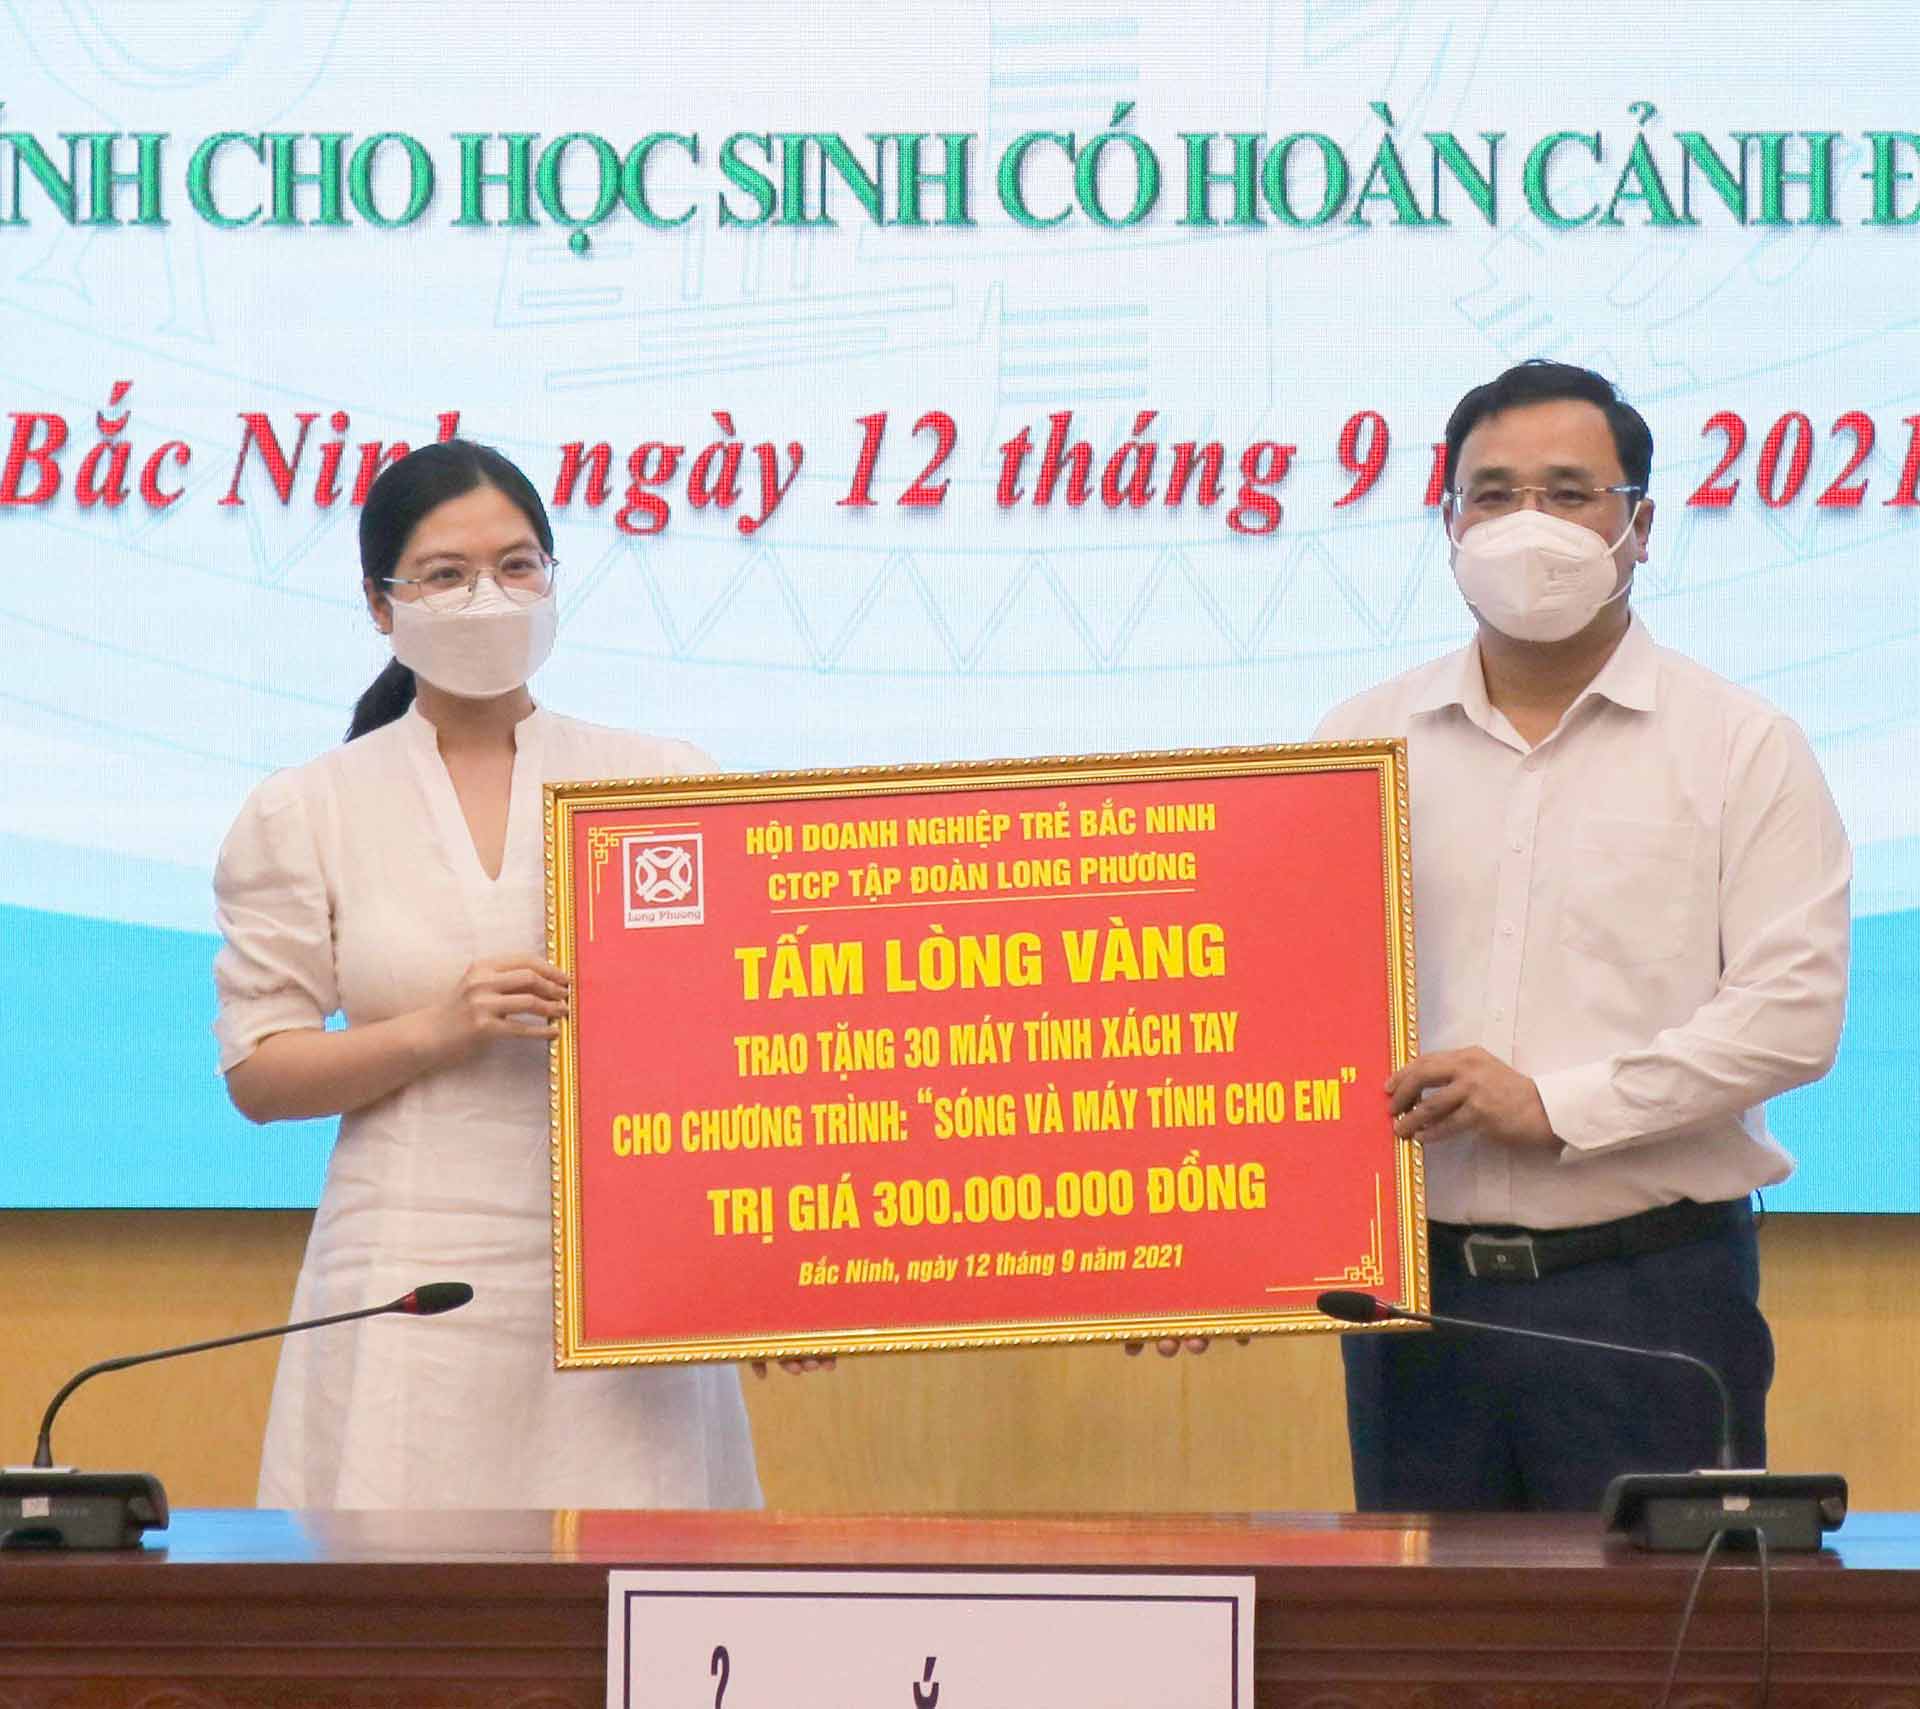 ÍNH CHO HỌC SINH CÓ HOÀN CẢNH Đ
Bắc Ninh, ngày 12 tháng 9 2021
HỘI DOANH NGHIỆP TRẺ BẮC NINH
CTCP TẬP ĐOÀN LONG PHƯƠNG
Long Phuong
TẤM LÒNG VÀNG
TRAO TẶNG 30 MÁY TÍNH XÁCH TAY
CHO CHƯƠNG TRÌNH: “SÓNG VÀ MÁY TÍNH CHO EM”
TRỊ GIÁ 300.000.000 ĐỒNG
Bắc Ninh, ngày 12 tháng 9 năm 2021